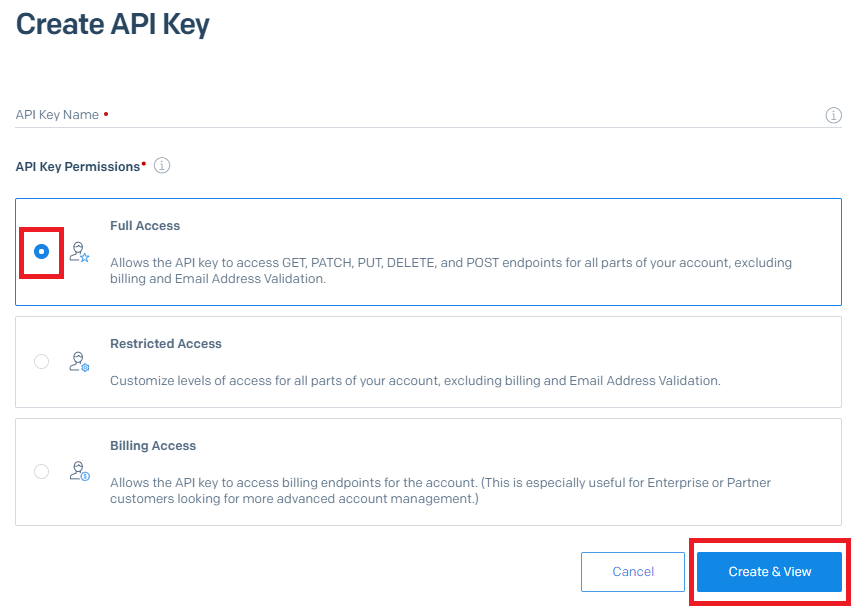 Create API Key
API Key Name •
API Key Permissions•
Full Access
Allows the API key to access GET, PATCH, PUT, DELETE, and POST endpoints for all parts of your account, excluding
billing and Email Address Validation.
Restricted Access
Customize levels of access for all parts of your account, excluding billing and Email Address Validation.
Billing Access
Allows the API key to access billing endpoints for the account. (This is especially useful for Enterprise or Partner
customers looking for more advanced account management.)
Cancel
Create & View